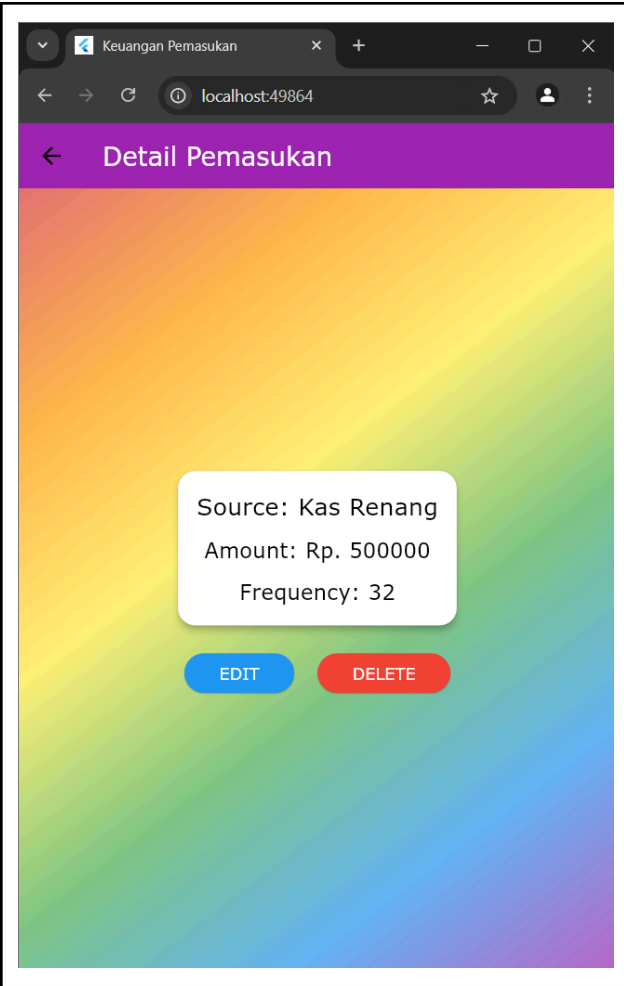 Keuangan Pemasukan
localhost:49864
Detail Pemasukan
Source: Kas Renang
Amount: Rp. 500000
Frequency: 32
EDIT
DELETE